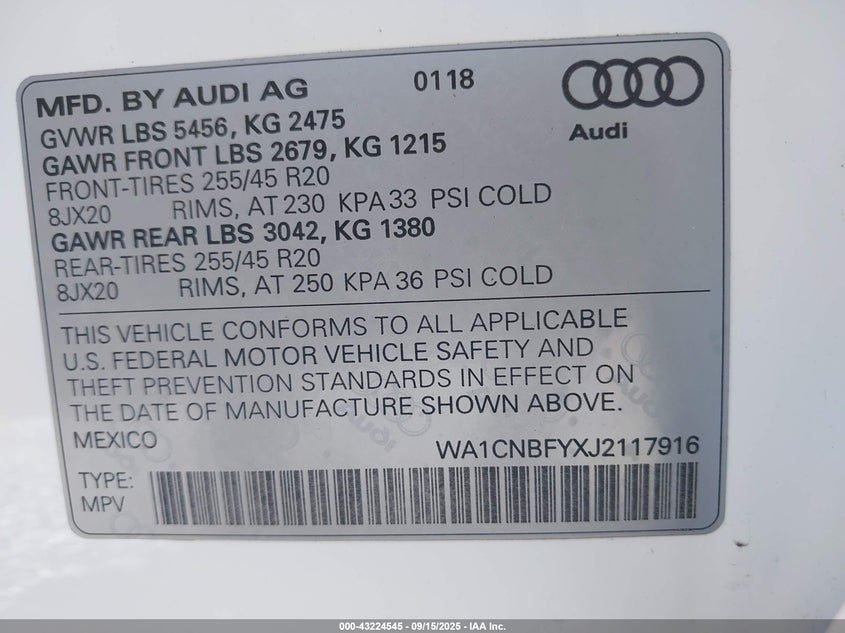 MFD. BY AUDI AG 0118
Audi
GVWR LBS 5456, KG 2475
GAWR FRONT LBS 2679, KG 1215
FRONT-TIRES 255/45 R20
8JX20 RIMS, AT 230 KPA 33 PSI COLD
GAWR REAR LBS 3042, KG 1380
REAR-TIRES 255/45 R20
8JX20 RIMS, AT 250 KPA 36 PSI COLD
THIS VEHICLE CONFORMS TO ALL APPLICABLE
U.S. FEDERAL MOTOR VEHICLE SAFETY AND
THEFT PREVENTION STANDARDS IN EFFECT ON
THE DATE OF MANUFACTURE SHOWN ABOVE.
MEXICO WA1CNBFYXJ2117916
TYPE:
MPV
000-43224545 - 09/15/2025 - IAA Inc.